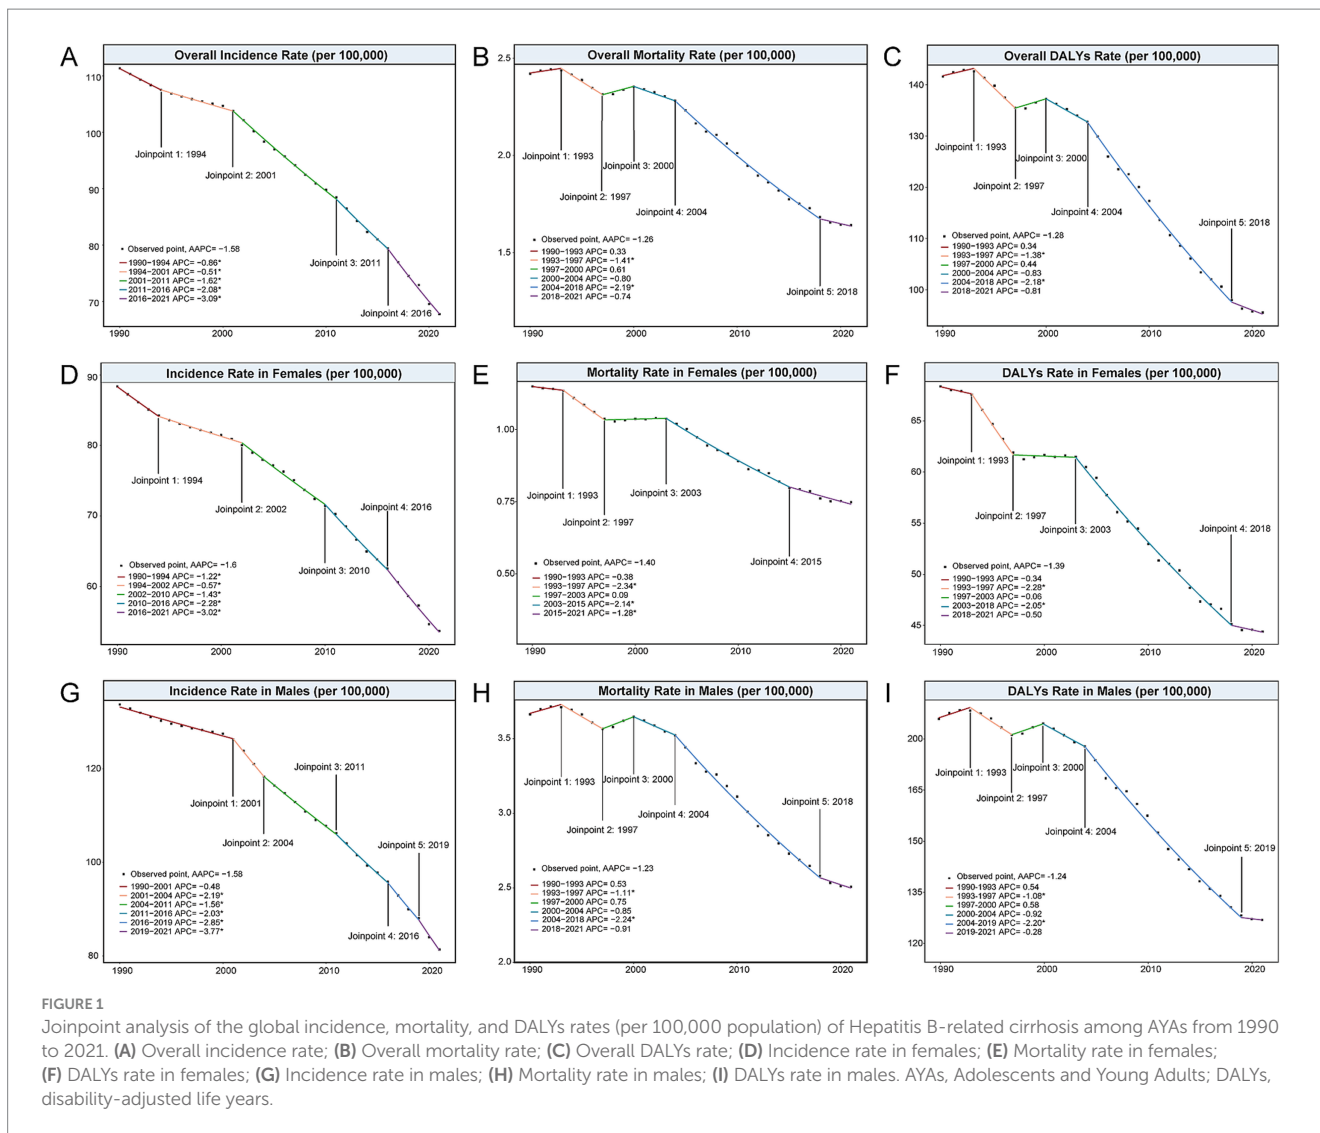 A
Overall Incidence Rate (per 100,000)
110
100
90
80
70
Joinpoint 1: 1994
Joinpoint 2: 2001
Joinpoint 3: 2011
Joinpoint 4: 2016
Observed point, AAPC= −1.58
1990−1994 APC= −0.86*
1994−2001 APC= −0.51*
2001−2011 APC= −1.62*
2011−2016 APC= −2.08*
2016−2021 APC= −3.09*
1990 2000 2010 2020
B
Overall Mortality Rate (per 100,000)
2.5
2.0
1.5
Joinpoint 1: 1993
Joinpoint 3: 2000
Joinpoint 2: 1997
Joinpoint 4: 2004
Joinpoint 5: 2018
Observed point, AAPC= −1.26
1990−1993 APC= 0.33
1993−1997 APC= −1.41*
1997−2000 APC= 0.61
2000−2004 APC= −0.80
2004−2018 APC= −2.19*
2018−2021 APC= −0.74
1990 2000 2010 2020
C
Overall DALYs Rate (per 100,000)
140
130
120
110
100
Joinpoint 1: 1993
Joinpoint 3: 2000
Joinpoint 2: 1997
Joinpoint 4: 2004
Joinpoint 5: 2018
Observed point, AAPC= −1.28
1990−1993 APC 0.34
1993−1997 APC= −1.38*
1997−2000 APC 0.44
2000−2004 APC= −0.83
2004−2018 APC= −2.18*
2018−2021 APC= −0.81
1990 2000 2010 2020
D
Incidence Rate in Females (per 100,000)
90
80
70
60
Joinpoint 1: 1994
Joinpoint 2: 2002
Joinpoint 4: 2016
Joinpoint 3: 2010
Observed point, AAPC= −1.6
1990−1994 APC= −1.22*
1994−2002 APC= −0.57*
2002−2010 APC= −1.43*
2010−2016 APC= −2.28*
2016−2021 APC= −3.02*
1990 2000 2010 2020
E
Mortality Rate in Females (per 100,000)
1.00
0.75
0.50
Joinpoint 1: 1993
Joinpoint 3: 2003
Joinpoint 2: 1997
Joinpoint 4: 2015
Observed point, AAPC= −1.40
1990−1993 APC= −0.38
1993−1997 APC= −2.34*
1997−2003 APC= 0.09
2003−2015 APC= −2.14*
2015−2021 APC= −1.28*
1990 2000 2010 2020
F
DALYs Rate in Females (per 100,000)
65
60
55
50
45
Joinpoint 1: 1993
Joinpoint 2: 1997
Joinpoint 3: 2003
Joinpoint 4: 2018
Observed point, AAPC= −1.39
1990−1993 APC= −0.34
1993−1997 APC= −2.28*
1997−2003 APC= −0.06
2003−2018 APC= −2.05*
2018−2021 APC= −0.50
1990 2000 2010 2020
G
Incidence Rate in Males (per 100,000)
120
100
80
Joinpoint 3: 2011
Joinpoint 1: 2001
Joinpoint 2: 2004
Joinpoint 5: 2019
Joinpoint 4: 2016
Observed point, AAPC= −1.58
1990−2001 APC= −0.48
2001−2004 APC= −2.19*
2004−2011 APC= −1.56*
2011−2016 APC= −2.03*
2016−2019 APC= −2.85*
2019−2021 APC= −3.77*
1990 2000 2010 2020
H
Mortality Rate in Males (per 100,000)
3.5
3.0
2.5
2.0
Joinpoint 1: 1993
Joinpoint 3: 2000
Joinpoint 5: 2018
Joinpoint 4: 2004
Joinpoint 2: 1997
Observed point, AAPC= −1.23
1990−1993 APC= 0.53
1993−1997 APC= −1.11*
1997−2000 APC= 0.75
2000−2004 APC= −0.85
2004−2018 APC= −2.24*
2018−2021 APC= −0.91
1990 2000 2010 2020
I
DALYs Rate in Males (per 100,000)
200
165
150
135
120
Joinpoint 1: 1993
Joinpoint 3: 2000
Joinpoint 2: 1997
Joinpoint 4: 2004
Joinpoint 5: 2019
Observed point, AAPC= -1.24
1990-1993 APC= 0.54
1993-1997 APC= -1.08*
1997-2000 APC= 0.58
2000-2004 APC= -0.92
2004-2019 APC= -2.20*
2019-2021 APC= -0.28
1990 2000 2010 2020
FIGURE 1
Joinpoint analysis of the global incidence, mortality, and DALYs rates (per 100,000 population) of Hepatitis B-related cirrhosis among AYAs from 1990
to 2021. (A) Overall incidence rate; (B) Overall mortality rate; (C) Overall DALYs rate; (D) Incidence rate in females; (E) Mortality rate in females;
(F) DALYs rate in females; (G) Incidence rate in males; (H) Mortality rate in males; (I) DALYs rate in males. AYAs, Adolescents and Young Adults; DALYs,
disability-adjusted life years.